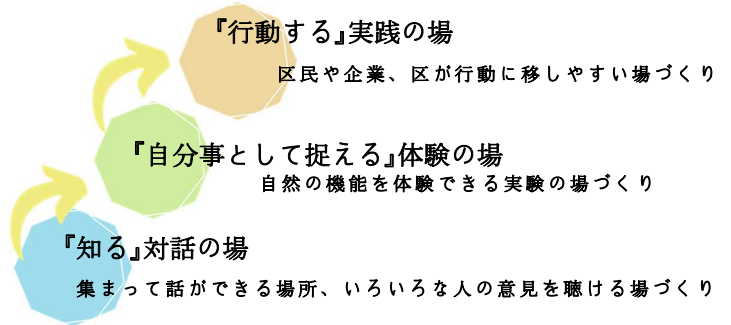 『行動する』実践の場
区民や企業、区が行動に移しやすい場づくり
『自分事として捉える』体験の場
自然の機能を体験できる実験の場づくり
『知る』対話の場
集まって話ができる場所、いろいろな人の意見を聴ける場づくり